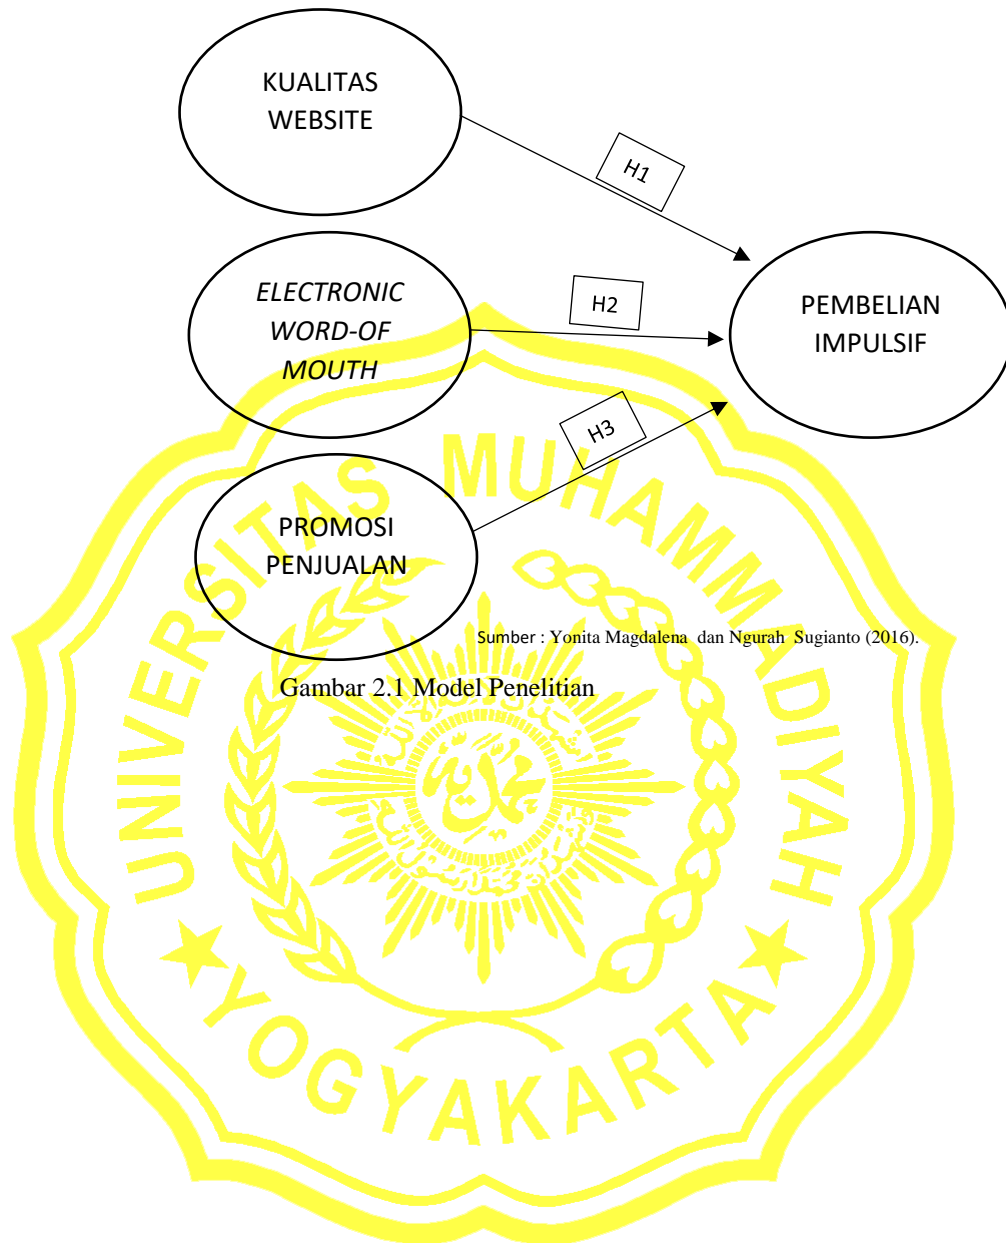 KUALITAS
WEBSITE
H1
ELECTRONIC
WORD-OF
MOUTH
H2
PEMBELIAN
IMPULSIF
H3
PROMOSI
PENJUALAN
Sumber : Yonita Magdalena dan Ngurah Sugianto (2016).
Gambar 2.1 Model Penelitian
UNIVERSITAS MUHAMMADIYAH
YOGYAKARTA